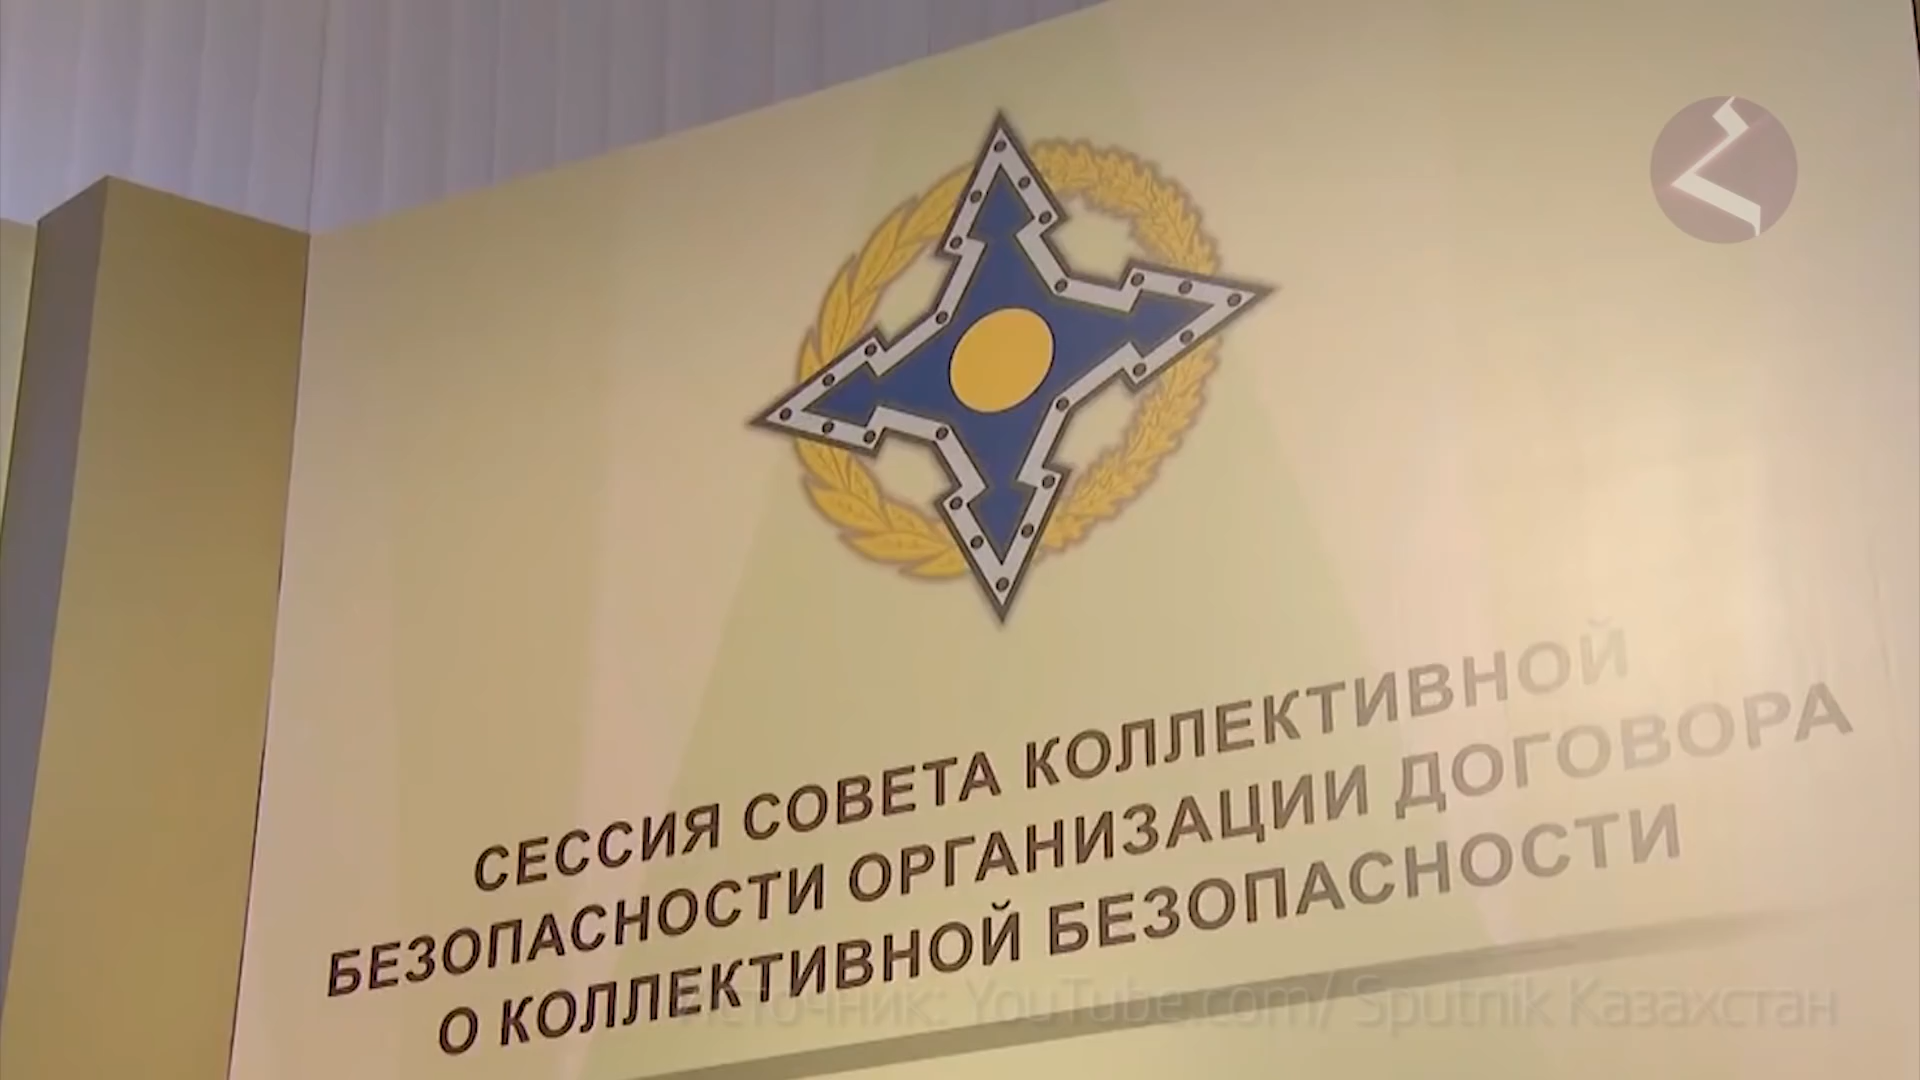 СЕССИЯ СОВЕТА КОЛЛЕКТИВНОЙ
БЕЗОПАСНОСТИ ОРГАНИЗАЦИИ ДОГОВОРА
О КОЛЛЕКТИВНОЙ БЕЗОПАСНОСТИ
Источник: YouTube.com/ Sputnik Казахстан